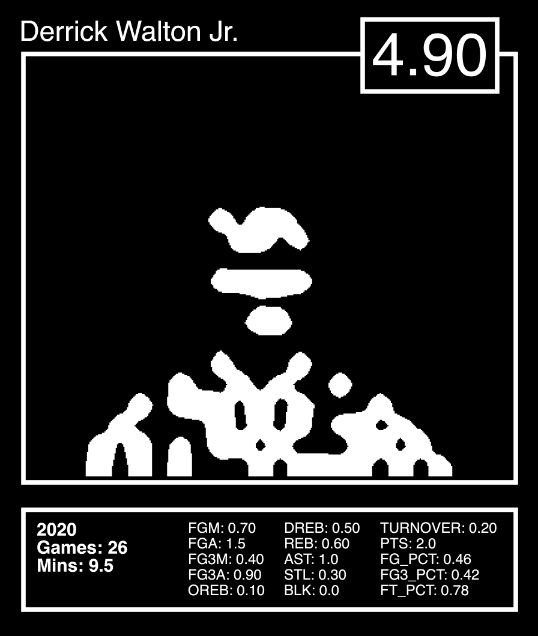 Derrick Walton Jr.
4.90
2020
Games: 26
Mins: 9.5
FGM: 0.70
FGA: 1.5
FG3M: 0.40
FG3A: 0.90
OREB: 0.10
DREB: 0.50
REB: 0.60
AST: 1.0
STL: 0.30
BLK: 0.0
TURNOVER: 0.20
PTS: 2.0
FG_PCT: 0.46
FG3_PCT: 0.42
FT_PCT: 0.78